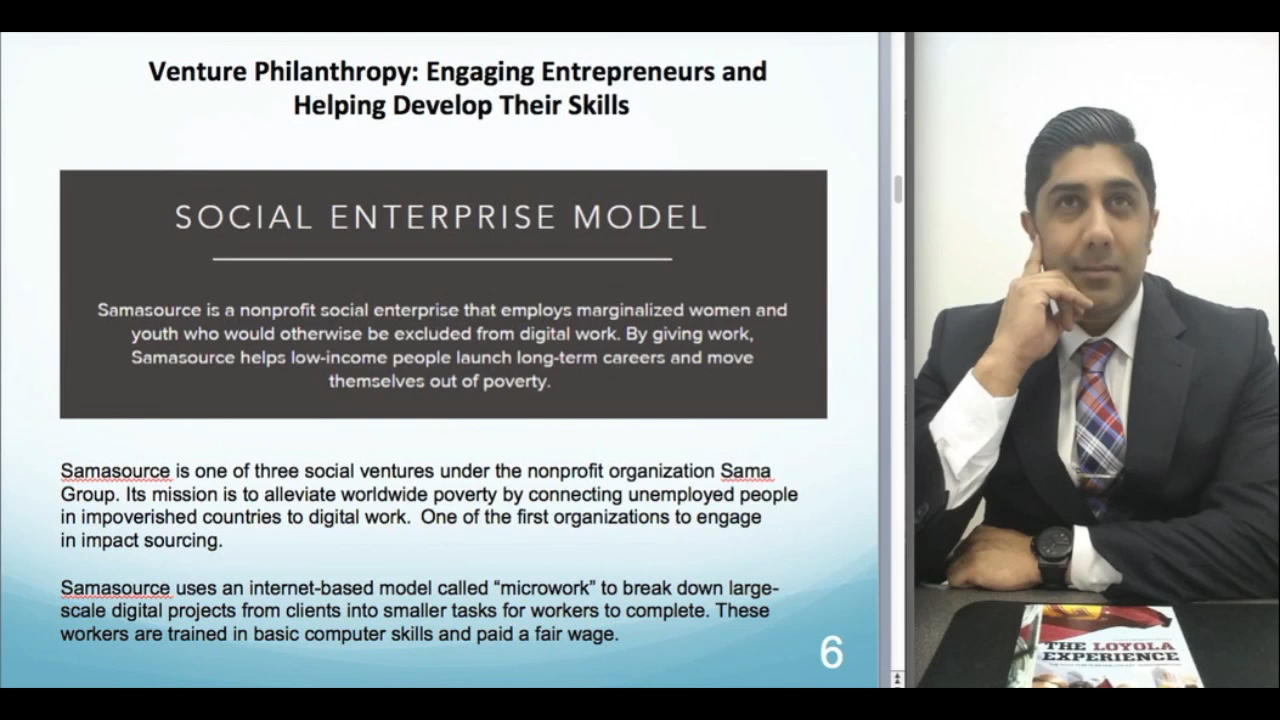 Venture Philanthropy: Engaging Entrepreneurs and
Helping Develop Their Skills
SOCIAL ENTERPRISE MODEL
Samasource is a nonprofit social enterprise that employs marginalized women and
youth who would otherwise be excluded from digital work. By giving work,
Samasource helps low-income people launch long-term careers and move
themselves out of poverty.
Samasource is one of three social ventures under the nonprofit organization Sama
Group. Its mission is to alleviate worldwide poverty by connecting unemployed people
in impoverished countries to digital work.  One of the first organizations to engage
in impact sourcing.
Samasource uses an internet-based model called “microwork” to break down large-
scale digital projects from clients into smaller tasks for workers to complete. These
workers are trained in basic computer skills and paid a fair wage.
6
THE LOYOLA
EXPERIENCE